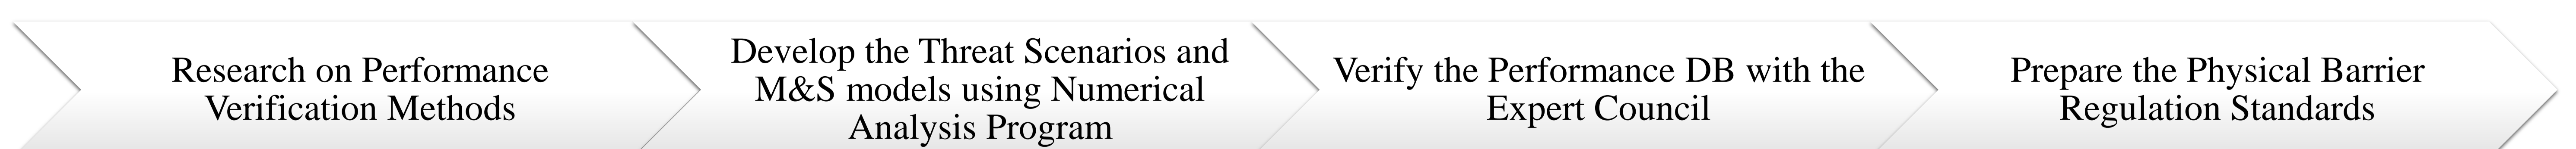 Research on Performance
Verification Methods
Develop the Threat Scenarios and
M&S models using Numerical
Analysis Program
Verify the Performance DB with the
Expert Council
Prepare the Physical Barrier
Regulation Standards